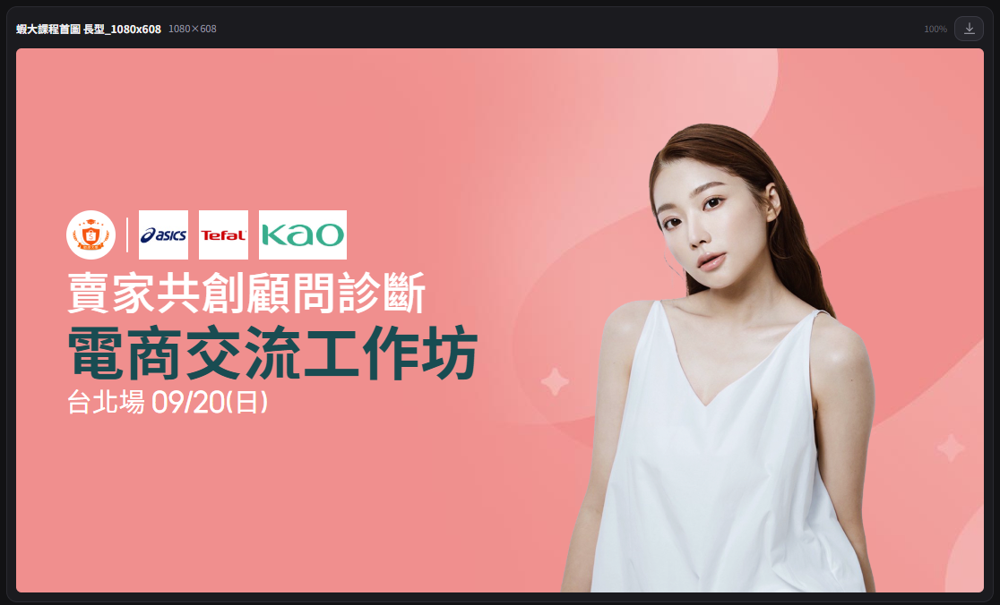 蝦大課程首圖 長型_1080x608 1080×608 100%
asics Tefal Kao
賣家共創顧問診斷
電商交流工作坊
台北場 09/20(日)